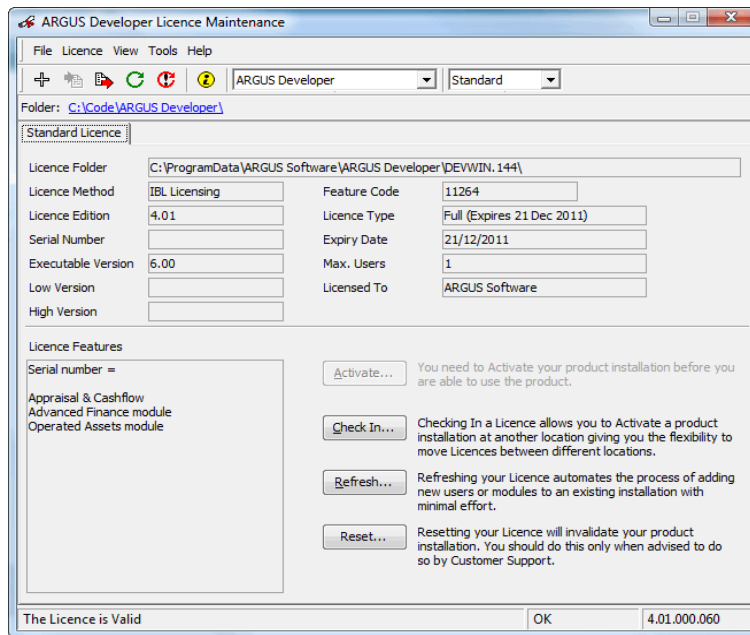 ARGUS Developer Licence Maintenance
File Licence View Tools Help
ARGUS Developer Standard
Folder: C:\Code\ARGUS Developer\
Standard Licence
Licence Folder C:\ProgramData\ARGUS Software\ARGUS Developer\DEVWIN.144\
Licence Method IBL Licensing Feature Code 11264
Licence Edition 4.01 Licence Type Full (Expires 21 Dec 2011)
Serial Number Expiry Date 21/12/2011
Executable Version 6.00 Max. Users 1
Low Version Licensed To ARGUS Software
High Version
Licence Features
Serial number =
Appraisal & Cashflow
Advanced Finance module
Operated Assets module
Activate... You need to Activate your product installation before you
are able to use the product.
Check In... Checking In a Licence allows you to Activate a product
installation at another location giving you the flexibility to
move Licences between different locations.
Refresh... Refreshing your Licence automates the process of adding
new users or modules to an existing installation with
minimal effort.
Reset... Resetting your Licence will invalidate your product
installation. You should do this only when advised to do
so by Customer Support.
The Licence is Valid OK 4.01.000.060